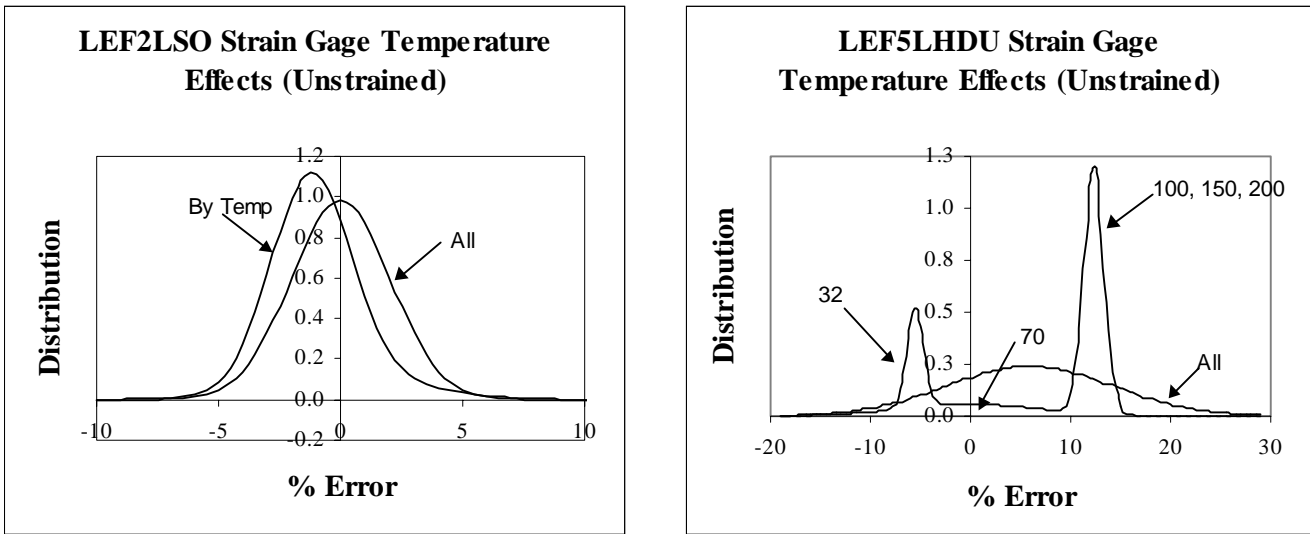 LEF2LSO Strain Gage Temperature
Effects (Unstrained)
1.2
1.0
0.8
0.6
0.4
0.2
0.0
-0.2
-10
-5
0
5
10
By Temp
All
Distribution
% Error
LEF5LHDU Strain Gage
Temperature Effects (Unstrained)
1.3
1.0
0.8
0.5
0.3
0.0
-20
-10
0
10
20
30
100, 150, 200
32
70
All
Distribution
% Error